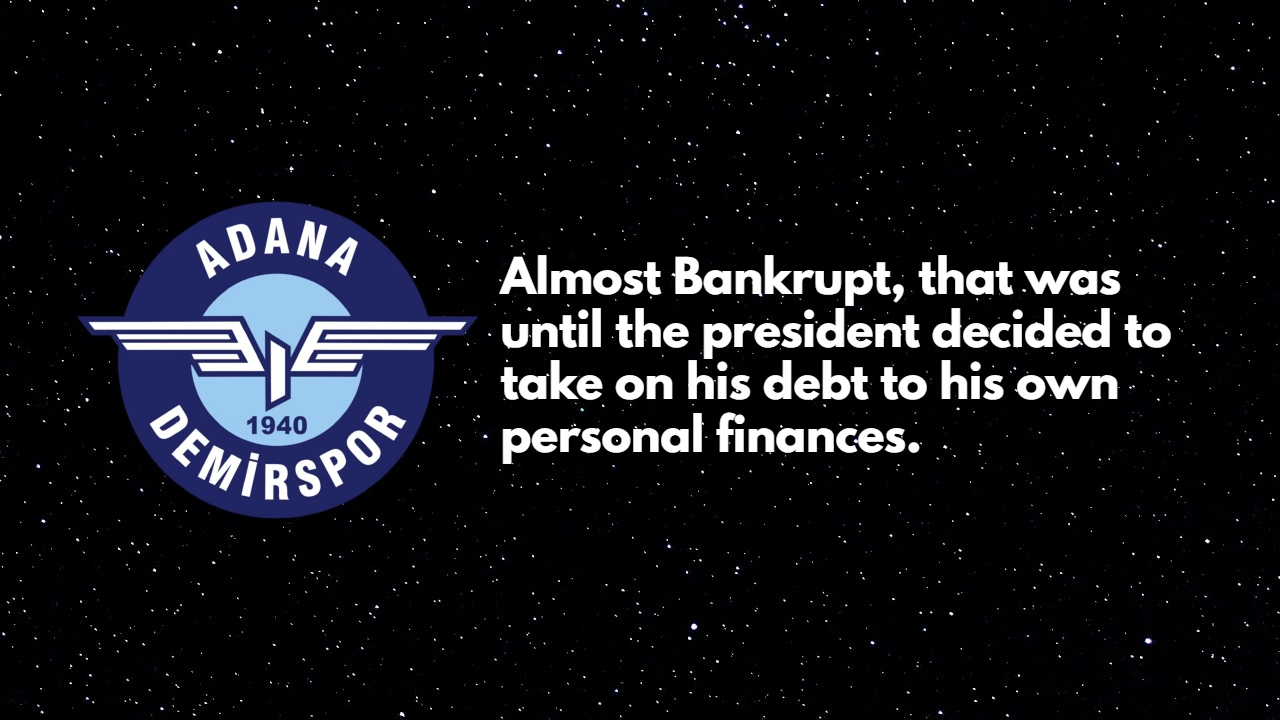 ADANA
1940
DEMİRSPOR
Almost Bankrupt, that was
until the president decided to
take on his debt to his own
personal finances.